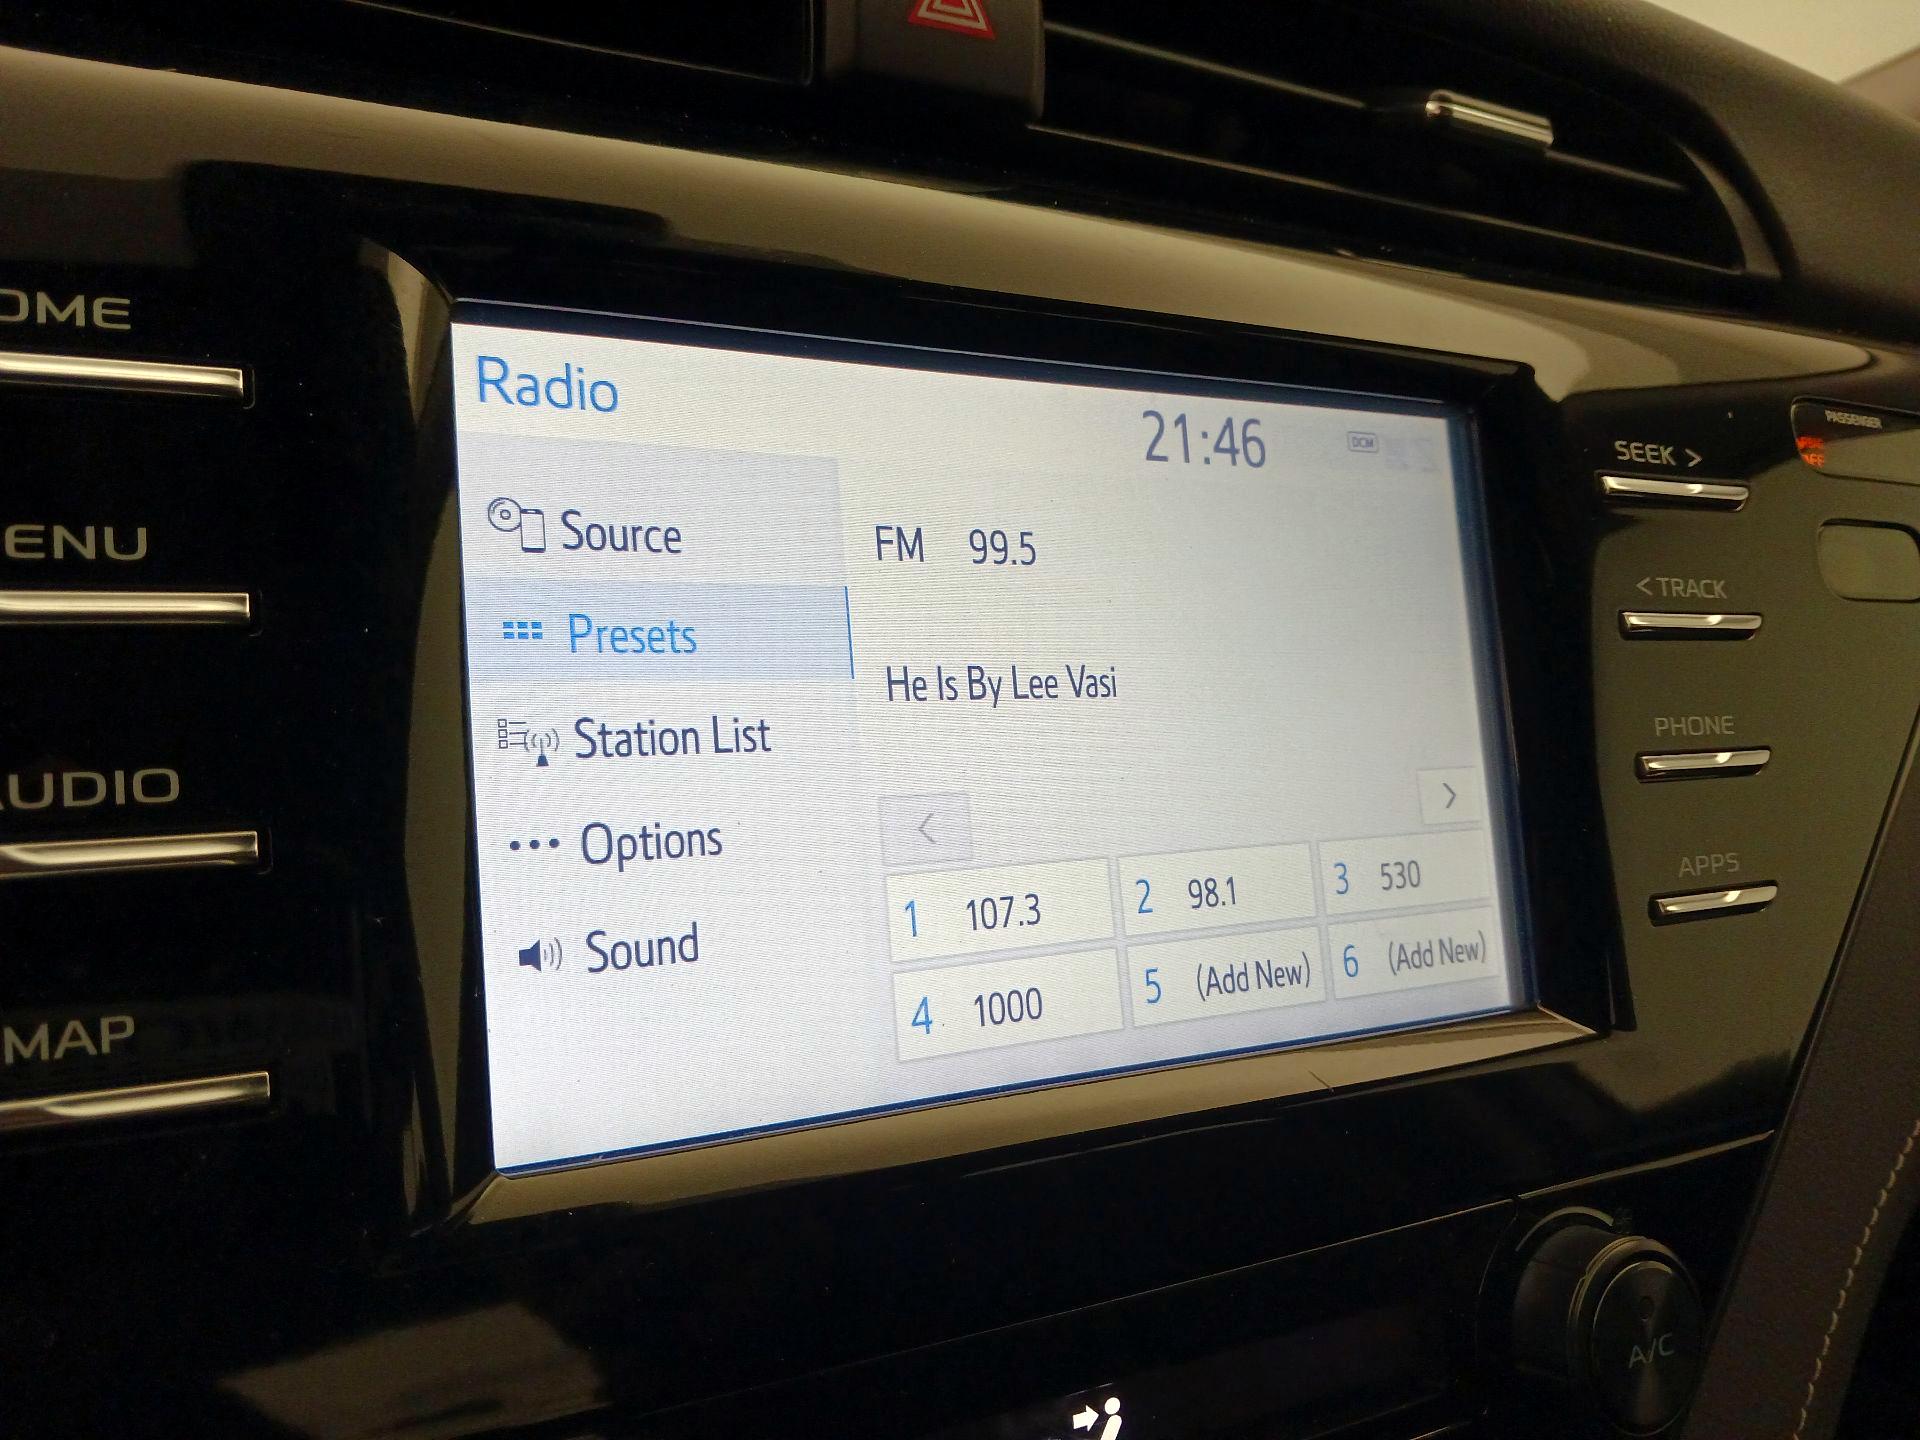 OME
ENU
AUDIO
MAP
Radio
21:46
DCM
Source
Presets
Station List
Options
Sound
FM 99.5
He Is By Lee Vasi
<
>
1 107.3
2 98.1
3 530
4 1000
5 (Add New)
6 (Add New)
SEEK >
< TRACK
PHONE
APPS
PASSENGER
A/C